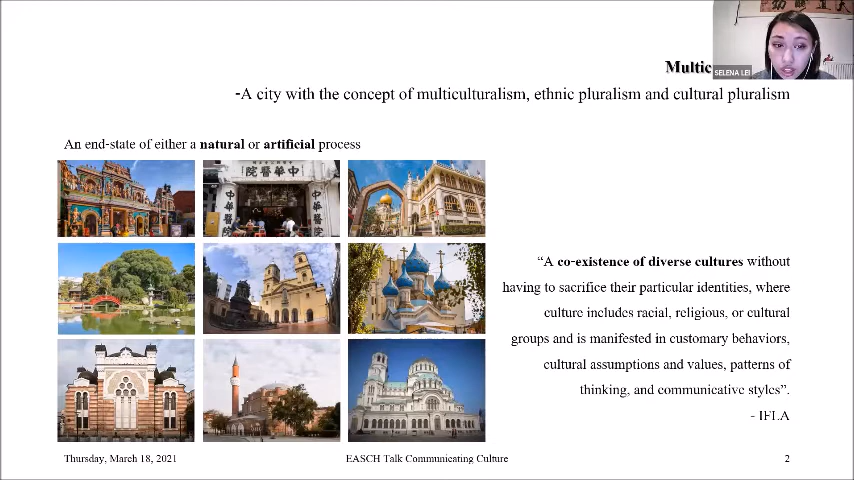 Multic
SELENA LEI
-A city with the concept of multiculturalism, ethnic pluralism and cultural pluralism
An end-state of either a natural or artificial process
院醫華中
中華醫院
中華醫院
“A co-existence of diverse cultures without
having to sacrifice their particular identities, where
culture includes racial, religious, or cultural
groups and is manifested in customary behaviors,
cultural assumptions and values, patterns of
thinking, and communicative styles”.
- IFLA
Thursday, March 18, 2021
EASCH Talk Communicating Culture
2